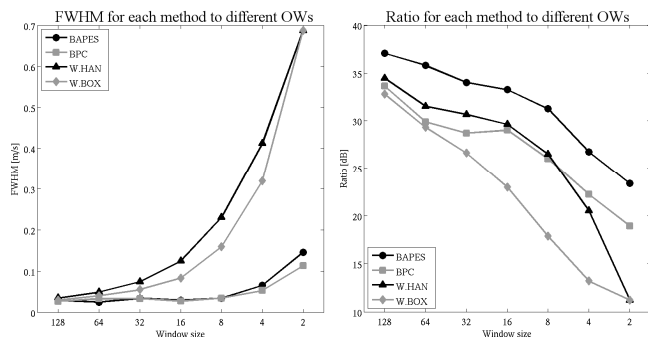 FWHM for each method to different OWs
0.7
0.6
0.5
0.4
0.3
0.2
0.1
0
FWHM [m/s]
BAPES
BPC
W.HAN
W.BOX
128 64 32 16 8 4 2
Window size
Ratio for each method to different OWs
40
35
30
25
20
15
10
Ratio [dB]
BAPES
BPC
W.HAN
W.BOX
128 64 32 16 8 4 2
Window size